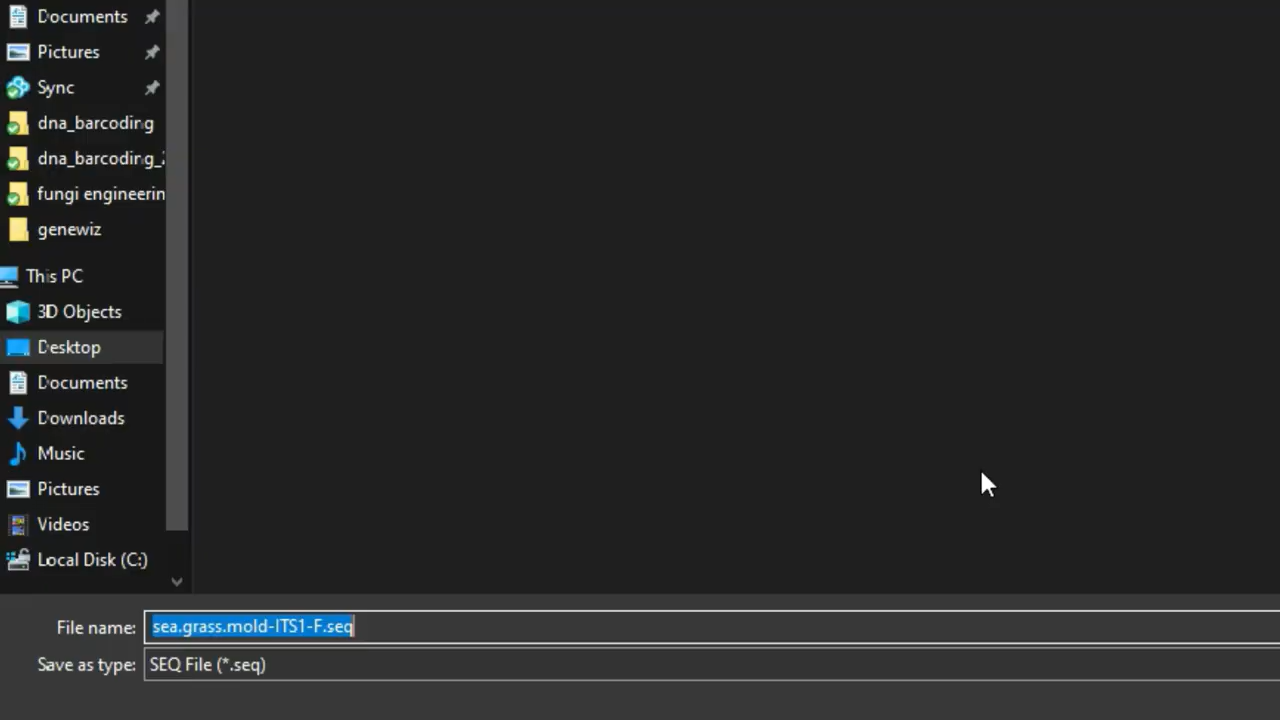 Documents
Pictures
Sync
dna_barcoding
dna_barcoding_
fungi engineerin
genewiz
This PC
3D Objects
Desktop
Documents
Downloads
Music
Pictures
Videos
Local Disk (C:)
File name: sea.grass.mold-ITS1-F.seq
Save as type: SEQ File (*.seq)